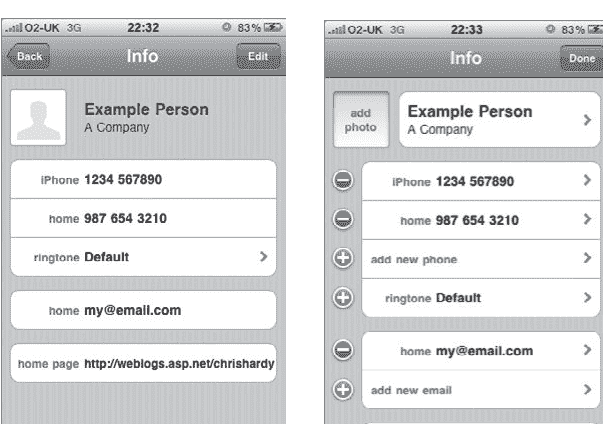 O2-UK 3G 22:32 83%
Back Info Edit
Example Person
A Company
iPhone 1234 567890
home 987 654 3210
ringtone Default
home my@email.com
home page http://weblogs.asp.net/chrishardy
O2-UK 3G 22:33 83%
Info Done
add photo
Example Person
A Company
iPhone 1234 567890
home 987 654 3210
add new phone
ringtone Default
home my@email.com
add new email